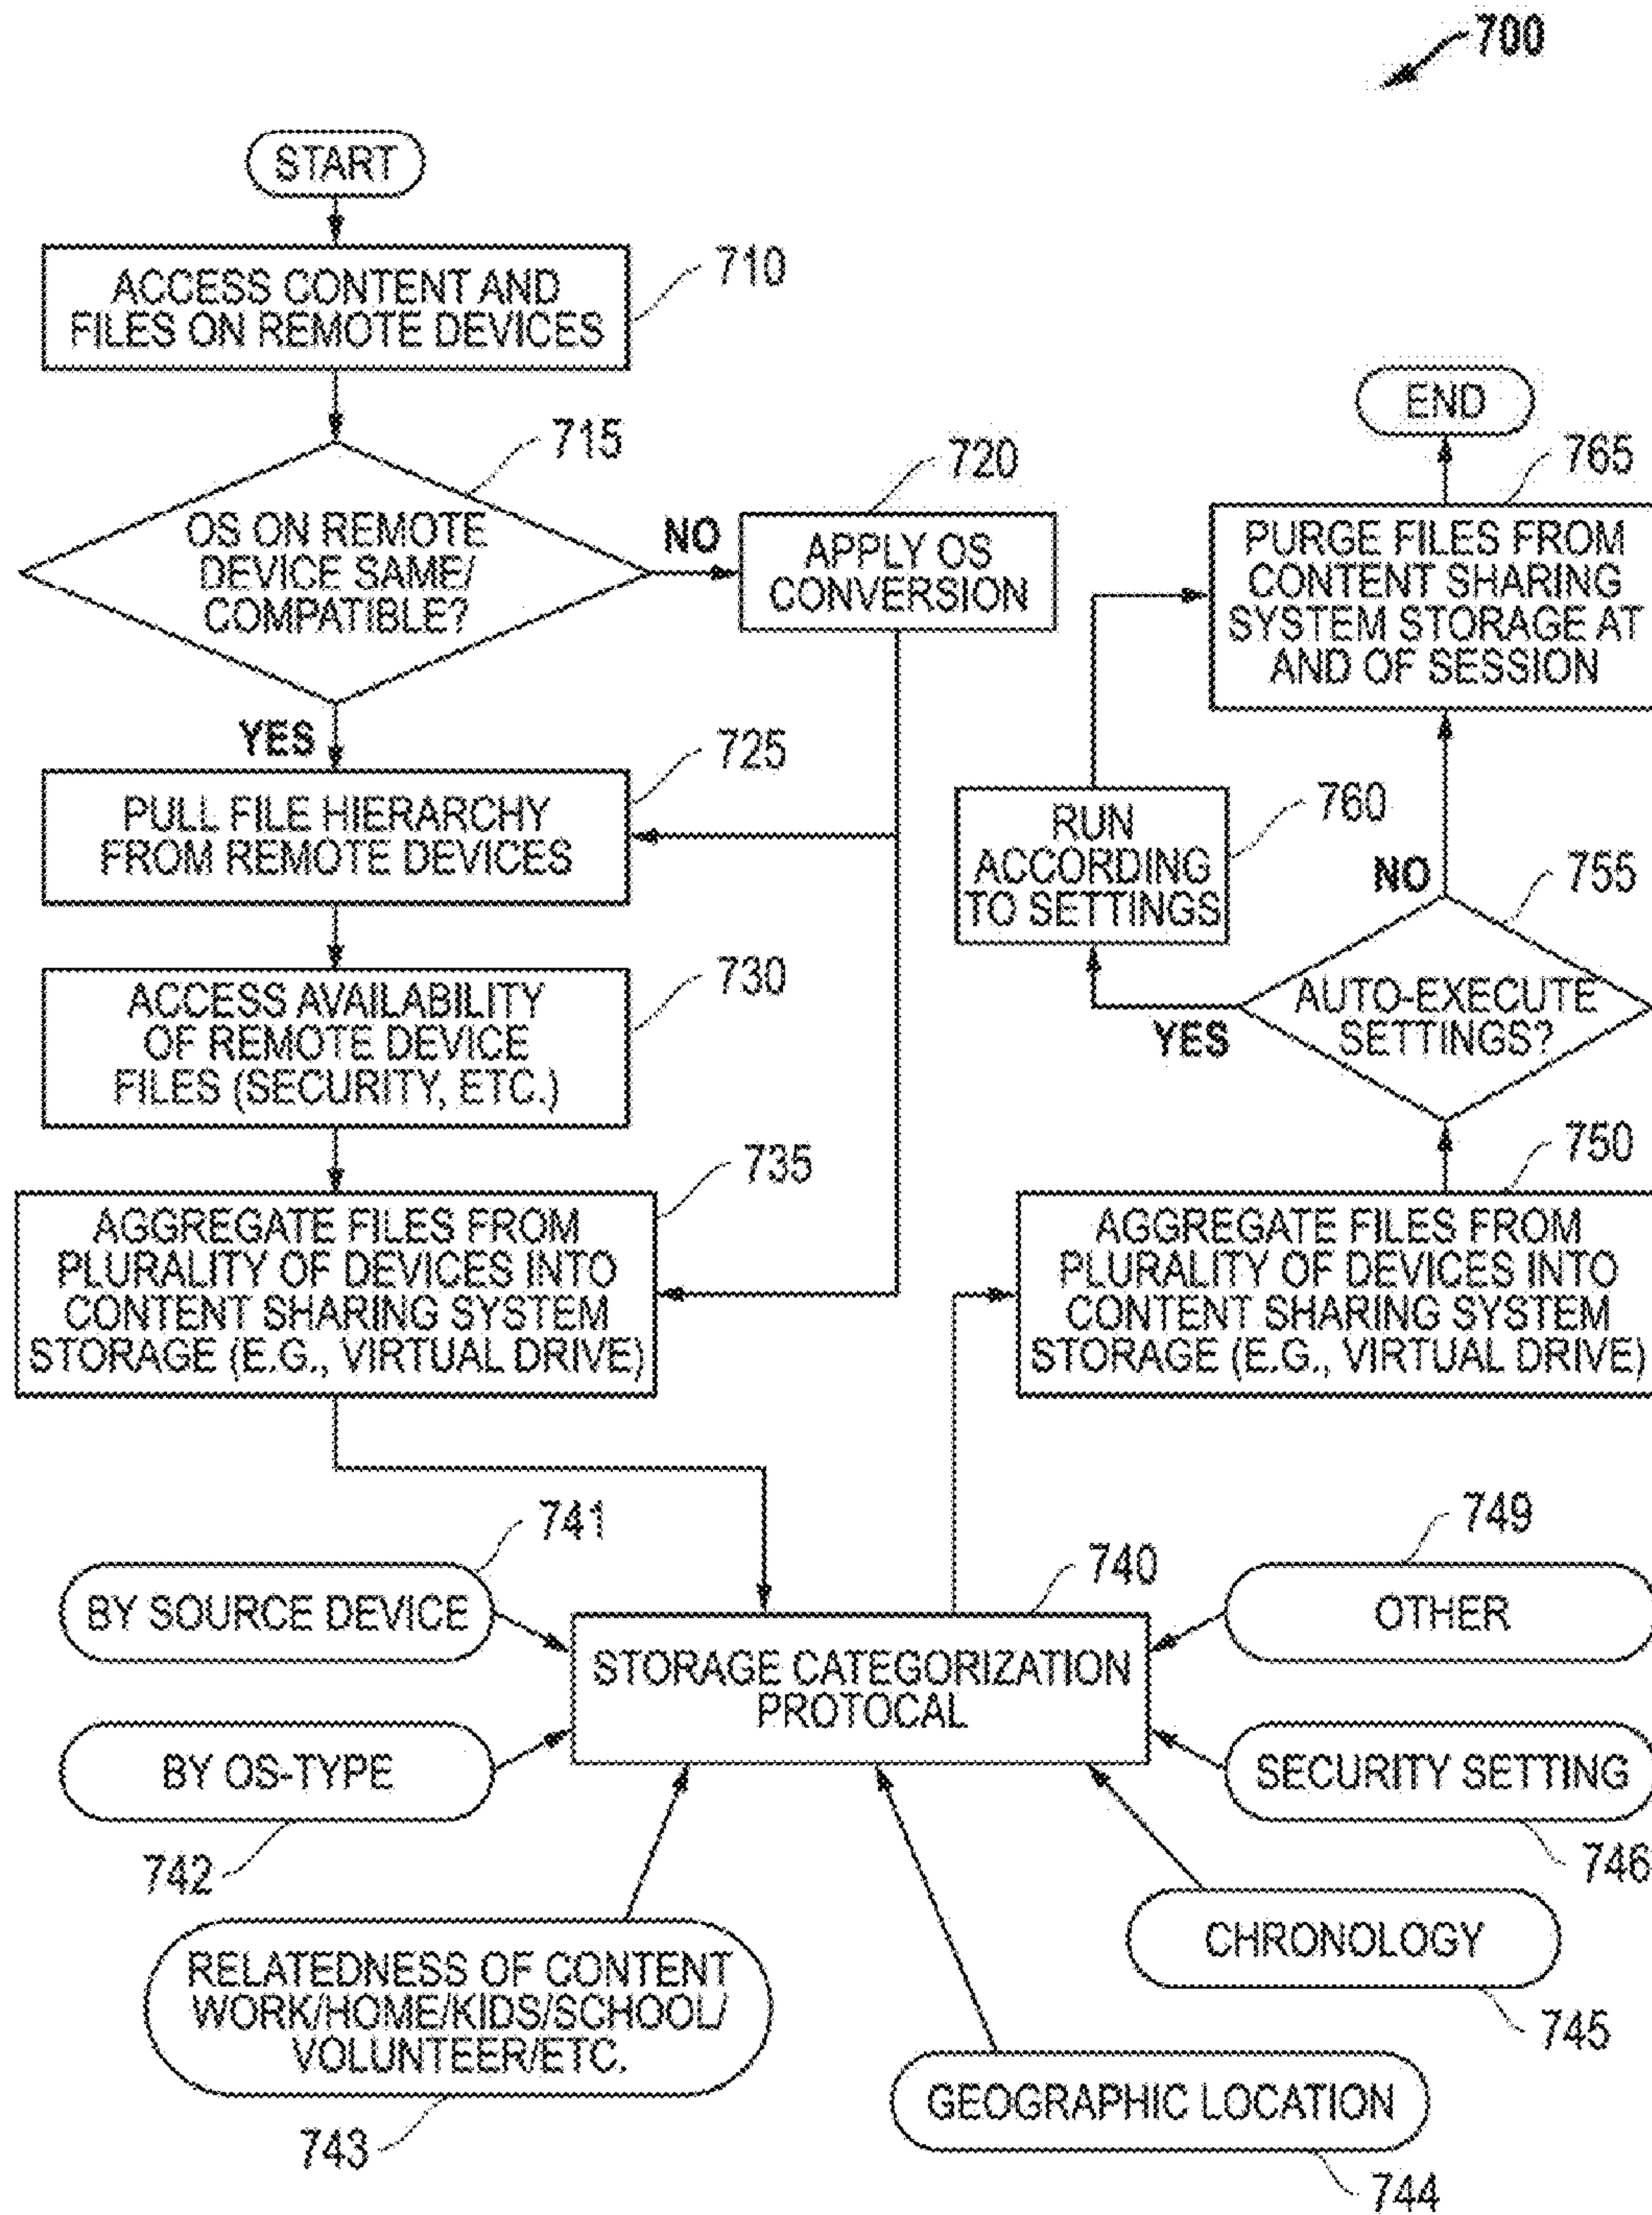 700
START
ACCESS CONTENT AND
FILES ON REMOTE DEVICES
710
OS ON REMOTE
DEVICE SAME/
COMPATIBLE?
715
NO
YES
APPLY OS
CONVERSION
720
PULL FILE HIERARCHY
FROM REMOTE DEVICES
725
ACCESS AVAILABILITY
OF REMOTE DEVICE
FILES (SECURITY, ETC.)
730
AGGREGATE FILES FROM
PLURALITY OF DEVICES INTO
CONTENT SHARING SYSTEM
STORAGE (E.G., VIRTUAL DRIVE)
735
END
PURGE FILES FROM
CONTENT SHARING
SYSTEM STORAGE AT
AND OF SESSION
765
RUN
ACCORDING
TO SETTINGS
760
NO
755
AUTO-EXECUTE
SETTINGS?
YES
750
AGGREGATE FILES FROM
PLURALITY OF DEVICES INTO
CONTENT SHARING SYSTEM
STORAGE (E.G., VIRTUAL DRIVE)
741
BY SOURCE DEVICE
740
STORAGE CATEGORIZATION
PROTOCAL
749
OTHER
BY OS-TYPE
742
SECURITY SETTING
746
RELATEDNESS OF CONTENT
WORK/HOME/KIDS/SCHOOL/
VOLUNTEER/ETC.
743
CHRONOLOGY
745
GEOGRAPHIC LOCATION
744